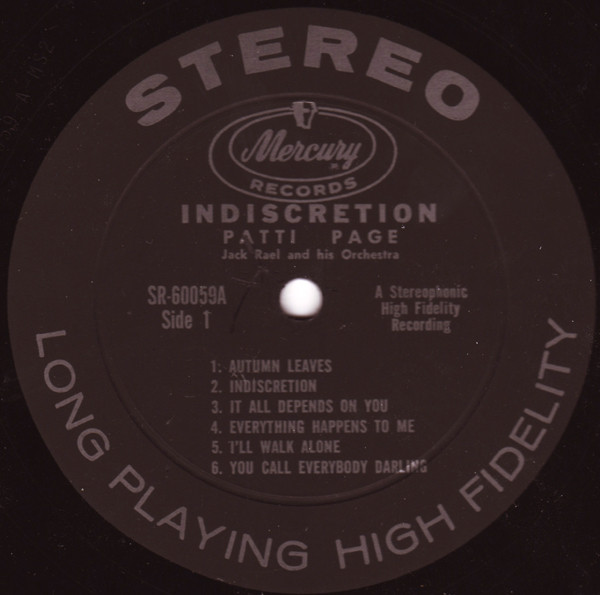 STEREO
Mercury
RECORDS
INDISCRETION
PATTI PAGE
Jack Rael and his Orchestra
SR-60059A
Side 1
A Stereophonic
High Fidelity
Recording
1: AUTUMN LEAVES
2. INDISCRETION
3. IT ALL DEPENDS ON YOU
4. EVERYTHING HAPPENS TO ME
5. I'LL WALK ALONE
6. YOU CALL EVERYBODY DARLING
LONG PLAYING HIGH FIDELITY